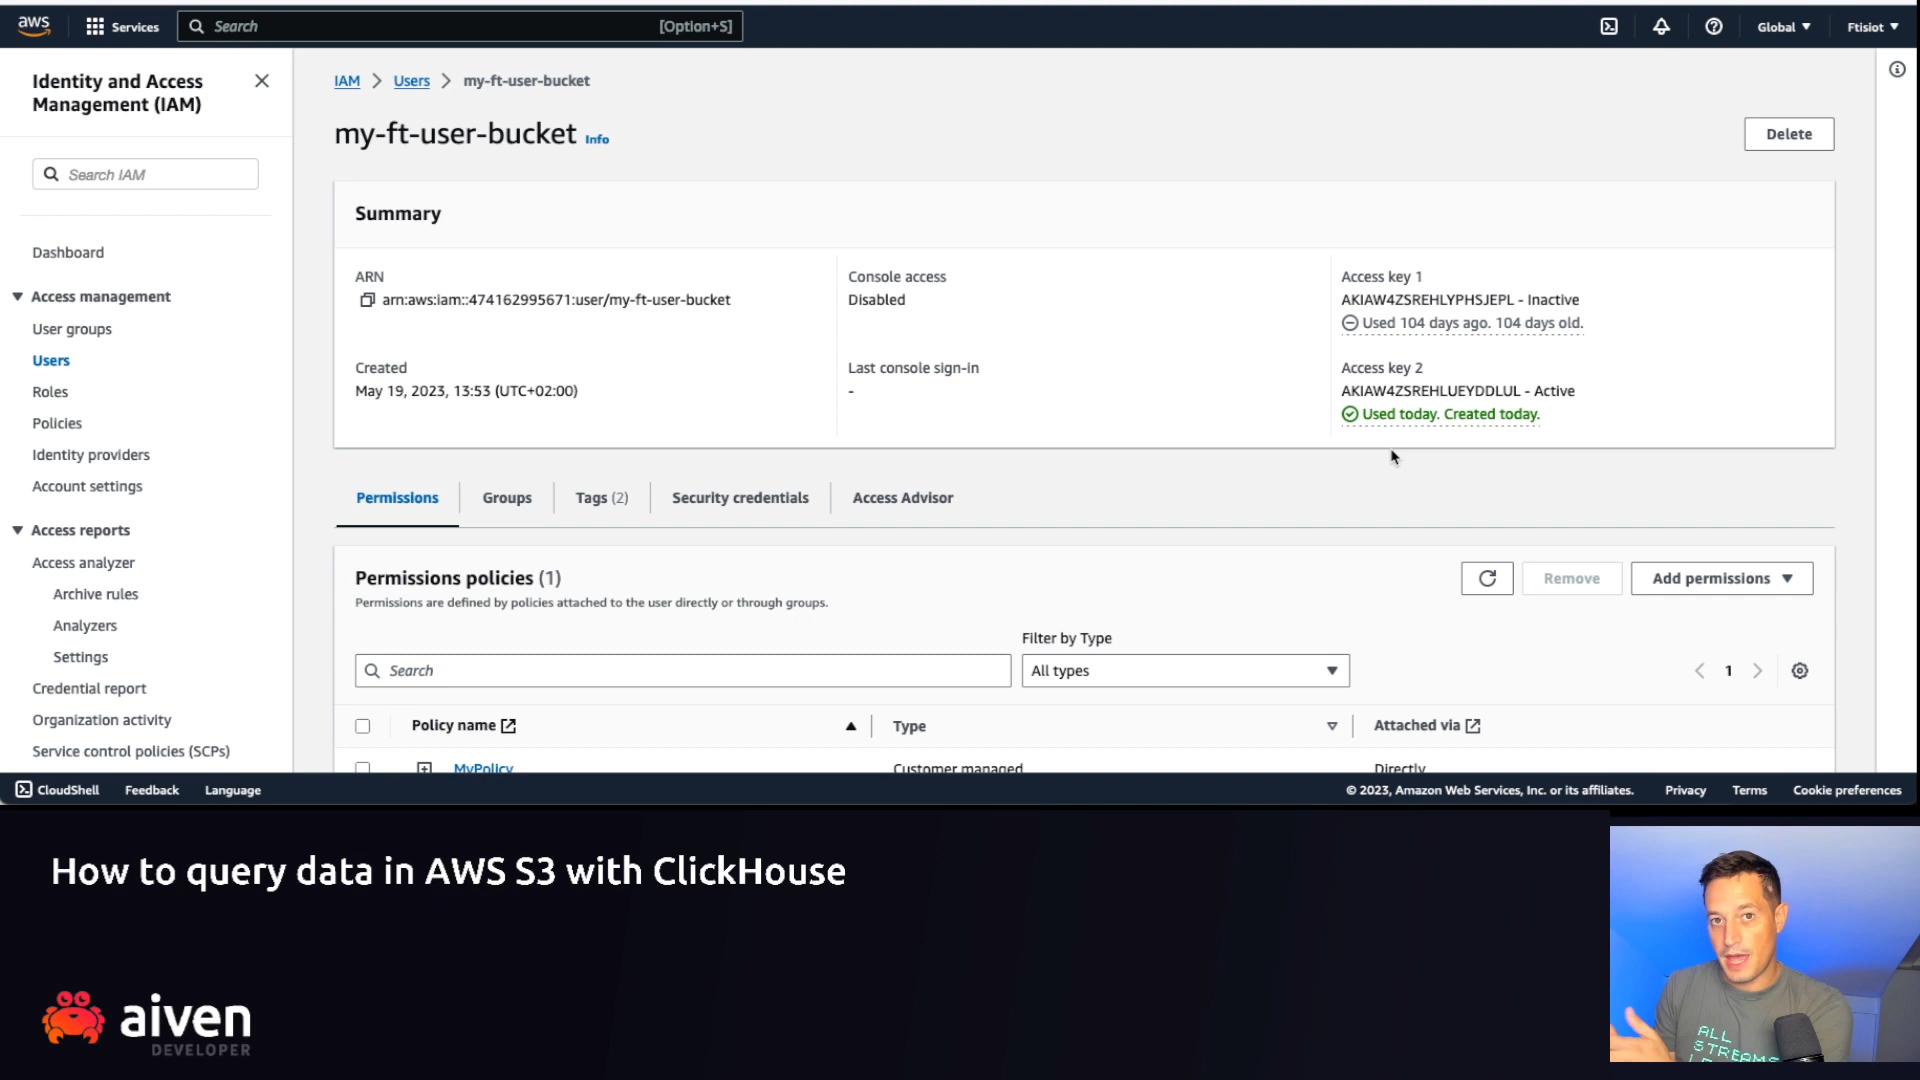 aws
Services
Search
[Option+S]
Global
Ftisiot
Identity and Access
Management (IAM)
Search IAM
Dashboard
Access management
User groups
Users
Roles
Policies
Identity providers
Account settings
Access reports
Access analyzer
Archive rules
Analyzers
Settings
Credential report
Organization activity
Service control policies (SCPs)
IAM > Users > my-ft-user-bucket
my-ft-user-bucket Info
Delete
Summary
ARN
arn:aws:iam::474162995671:user/my-ft-user-bucket
Created
May 19, 2023, 13:53 (UTC+02:00)
Console access
Disabled
Last console sign-in
-
Access key 1
AKIAW4ZSREHLYPHSJEPL - Inactive
Used 104 days ago. 104 days old.
Access key 2
AKIAW4ZSREHLUEYDDLUL - Active
Used today. Created today.
Permissions
Groups
Tags (2)
Security credentials
Access Advisor
Permissions policies (1)
Permissions are defined by policies attached to the user directly or through groups.
Remove
Add permissions
Filter by Type
Search
All types
1
Policy name
Type
Attached via
MyPolicy
Customer managed
Directly
CloudShell
Feedback
Language
© 2023, Amazon Web Services, Inc. or its affiliates.
Privacy
Terms
Cookie preferences
How to query data in AWS S3 with ClickHouse
aiven
DEVELOPER
ALL
STREAMS